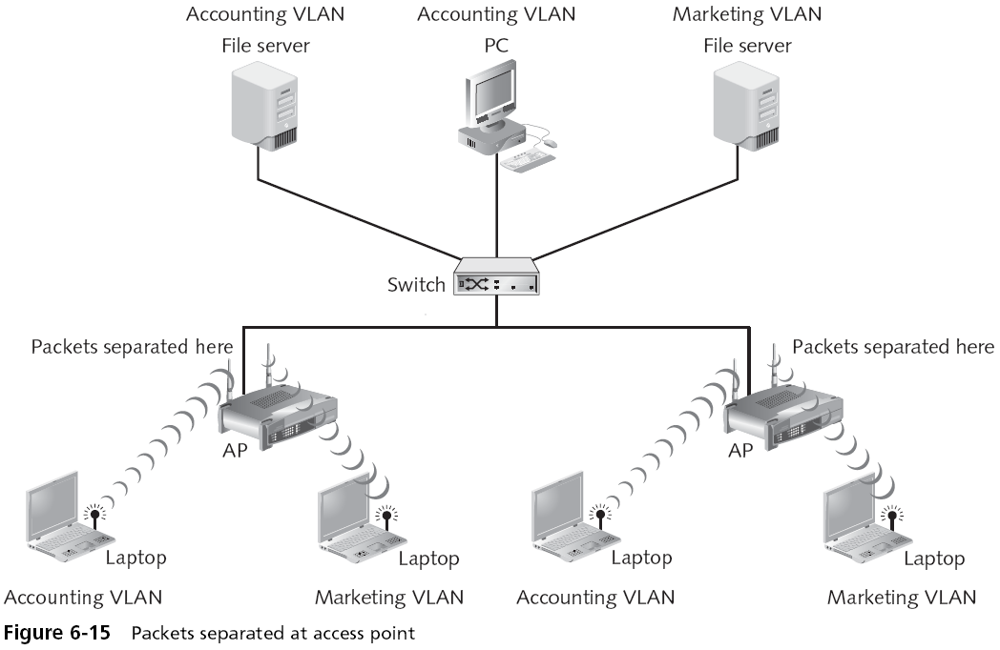 Accounting VLAN
Accounting VLAN
Marketing VLAN
File server
PC
File server
Switch
Packets separated here
Packets separated here
AP
AP
Laptop
Laptop
Laptop
Laptop
Accounting VLAN
Marketing VLAN
Accounting VLAN
Marketing VLAN
Figure 6-15 Packets separated at access point